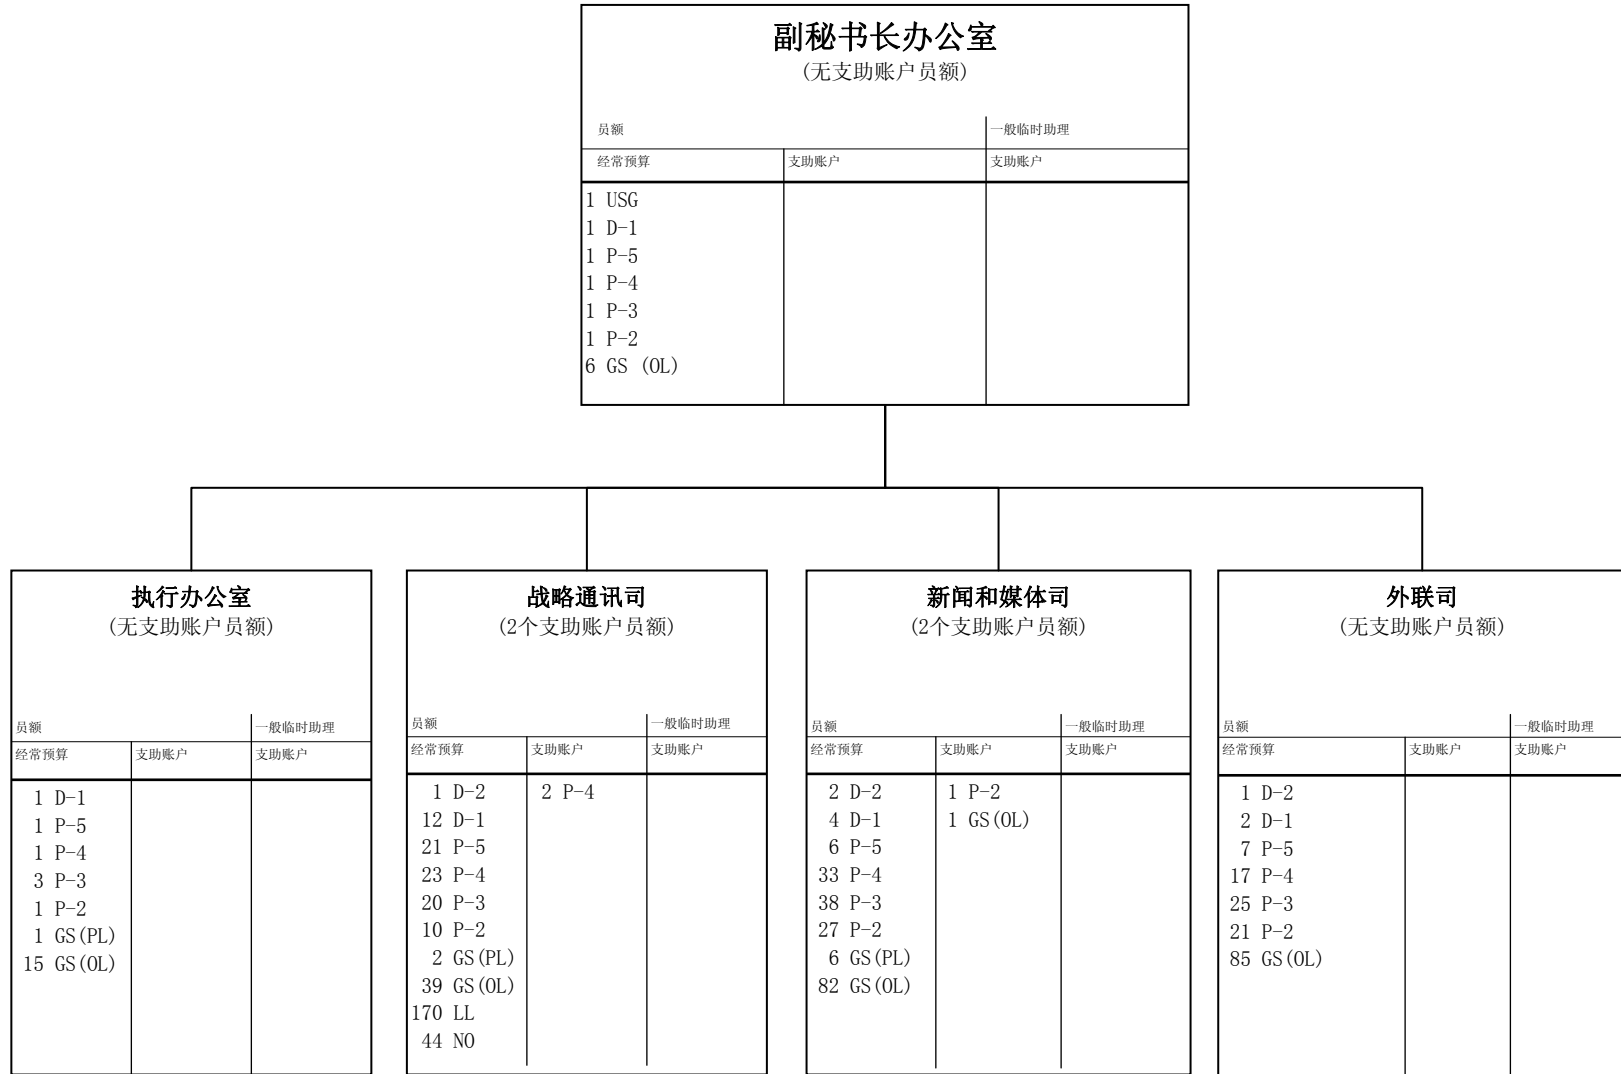 副秘书长办公室
(无支助账户员额)
员额 一般临时助理
经常预算 支助账户 支助账户
1 USG
1 D-1
1 P-5
1 P-4
1 P-3
1 P-2
6 GS (OL)
执行办公室
(无支助账户员额)
员额 一般临时助理
经常预算 支助账户 支助账户
1 D-1
1 P-5
1 P-4
3 P-3
1 P-2
1 GS(PL)
15 GS(OL)
战略通讯司
(2个支助账户员额)
员额 一般临时助理
经常预算 支助账户 支助账户
1 D-2 2 P-4
12 D-1
21 P-5
23 P-4
20 P-3
10 P-2
2 GS(PL)
39 GS(OL)
170 LL
44 NO
新闻和媒体司
(2个支助账户员额)
员额 一般临时助理
经常预算 支助账户 支助账户
2 D-2 1 P-2
4 D-1 1 GS(OL)
6 P-5
33 P-4
38 P-3
27 P-2
6 GS(PL)
82 GS(OL)
外联司
(无支助账户员额)
员额 一般临时助理
经常预算 支助账户 支助账户
1 D-2
2 D-1
7 P-5
17 P-4
25 P-3
21 P-2
85 GS(OL)